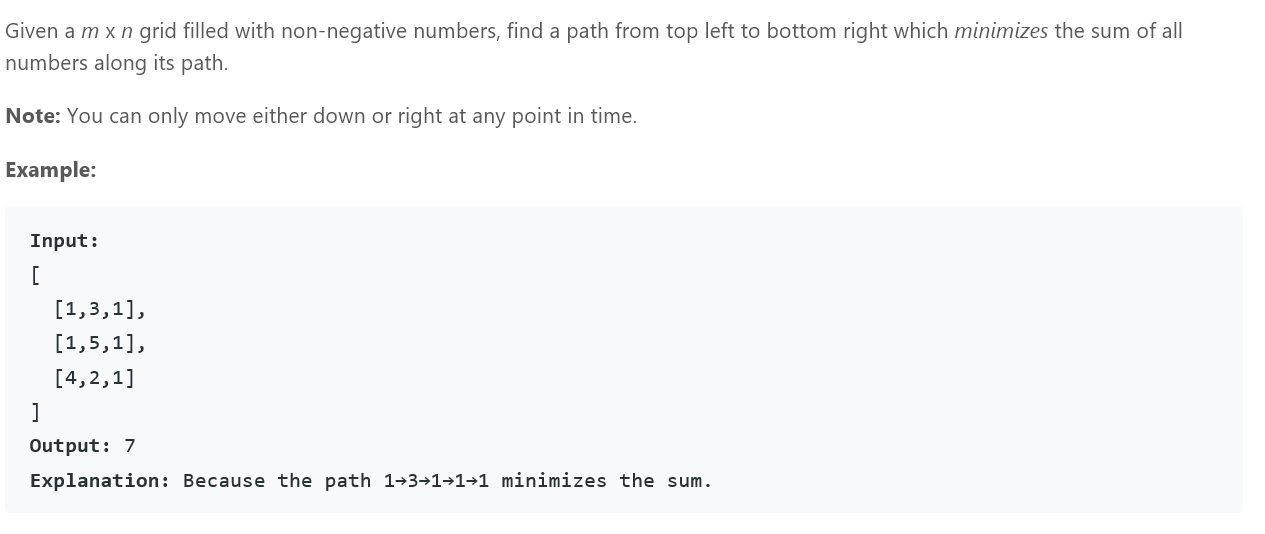 Given a m x n grid filled with non-negative numbers, find a path from top left to bottom right which minimizes the sum of all
numbers along its path.
Note: You can only move either down or right at any point in time.
Example:
Input:
[
  [1,3,1],
  [1,5,1],
  [4,2,1]
]
Output: 7
Explanation: Because the path 1→3→1→1→1 minimizes the sum.